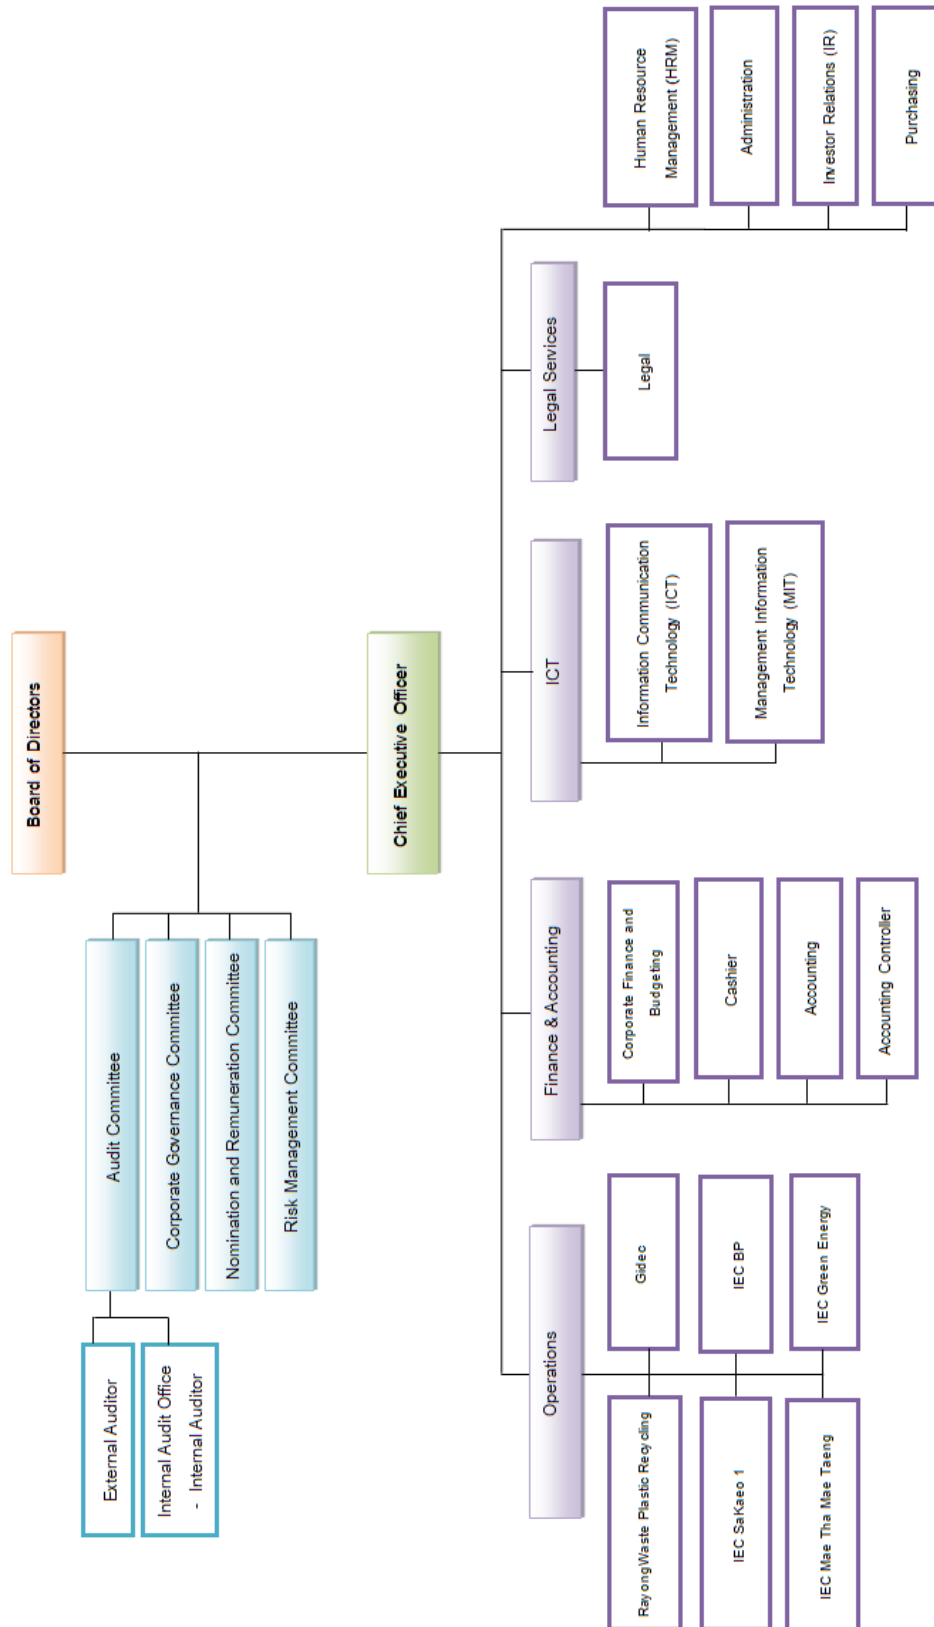 Board of Directors
Audit Committee
Corporate Governance Committee
Nomination and Remuneration Committee
Risk Management Committee
External Auditor
Internal Audit Office
- Internal Auditor
Chief Executive Officer
Operations
Finance & Accounting
ICT
Legal Services
Rayong Waste Plastic Recycling
Gidec
IEC SaKaeo 1
IEC BP
IEC Mae Tha Mae Taeng
IEC Green Energy
Corporate Finance and
Budgeting
Cashier
Accounting
Accounting Controller
Information Communication
Technology (ICT)
Management Information
Technology (MIT)
Legal
Human Resource
Management (HRM)
Administration
Investor Relations (IR)
Purchasing